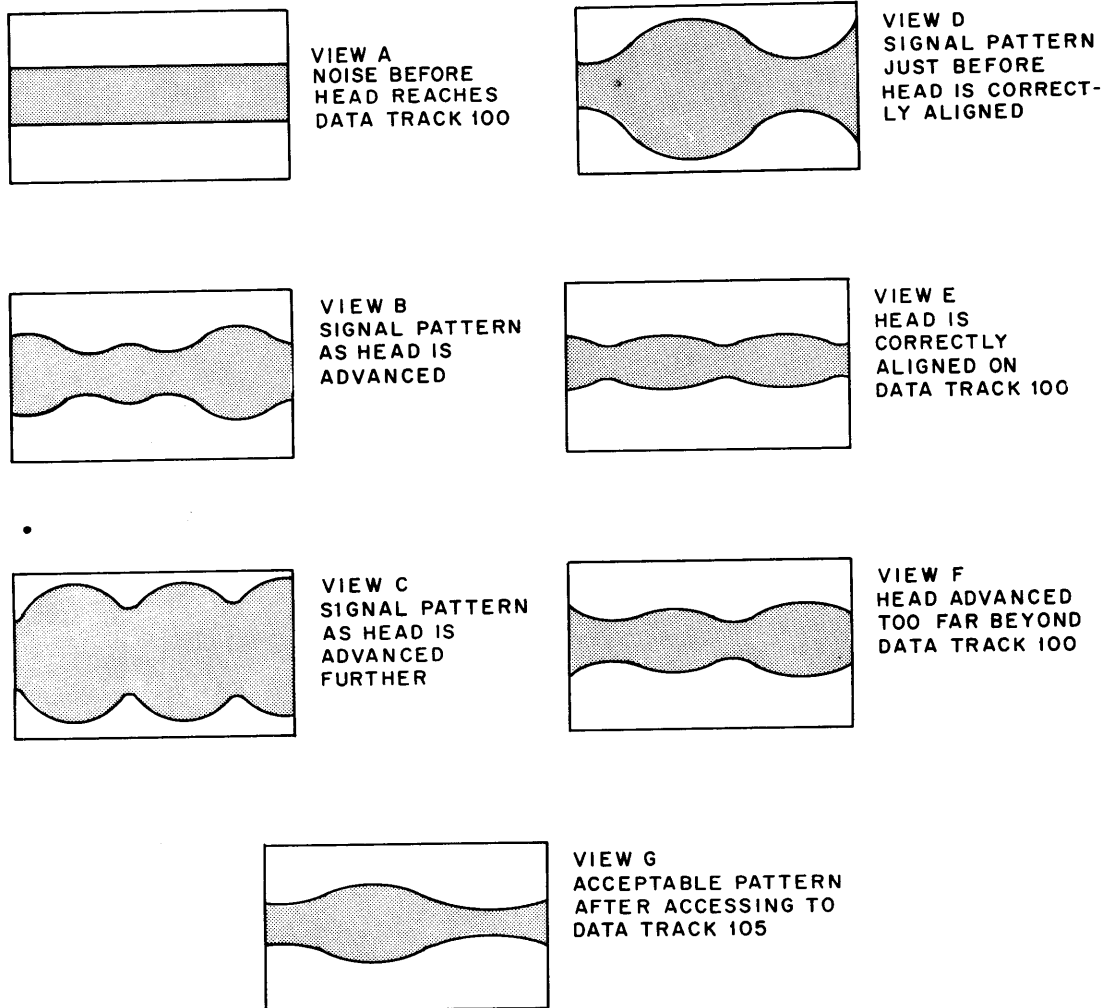 VIEW A
NOISE BEFORE
HEAD REACHES
DATA TRACK 100
VIEW B
SIGNAL PATTERN
AS HEAD IS
ADVANCED
VIEW C
SIGNAL PATTERN
AS HEAD IS
ADVANCED
FURTHER
VIEW D
SIGNAL PATTERN
JUST BEFORE
HEAD IS CORRECT-
LY ALIGNED
VIEW E
HEAD IS
CORRECTLY
ALIGNED ON
DATA TRACK 100
VIEW F
HEAD ADVANCED
TOO FAR BEYOND
DATA TRACK 100
VIEW G
ACCEPTABLE PATTERN
AFTER ACCESSING TO
DATA TRACK 105